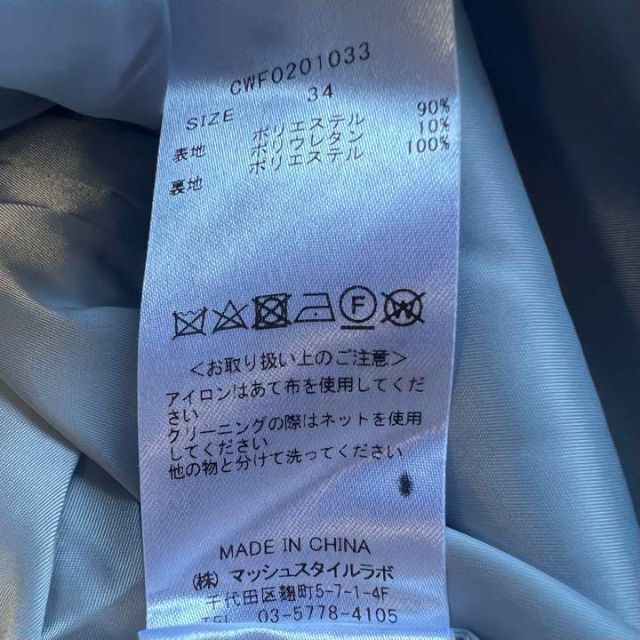 CWF0201033
SIZE 34
表地 ポリエステル 90%
ポリウレタン 10%
裏地 ポリエステル 100%
F W
<お取り扱い上のご注意>
アイロンはあて布を使用してくだ
さい
クリーニングの際はネットを使用
してください
他の物と分けて洗ってください
MADE IN CHINA
(株) マッシュスタイルラボ
千代田区麹町5-7-1-4F
TEL 03-5778-4105